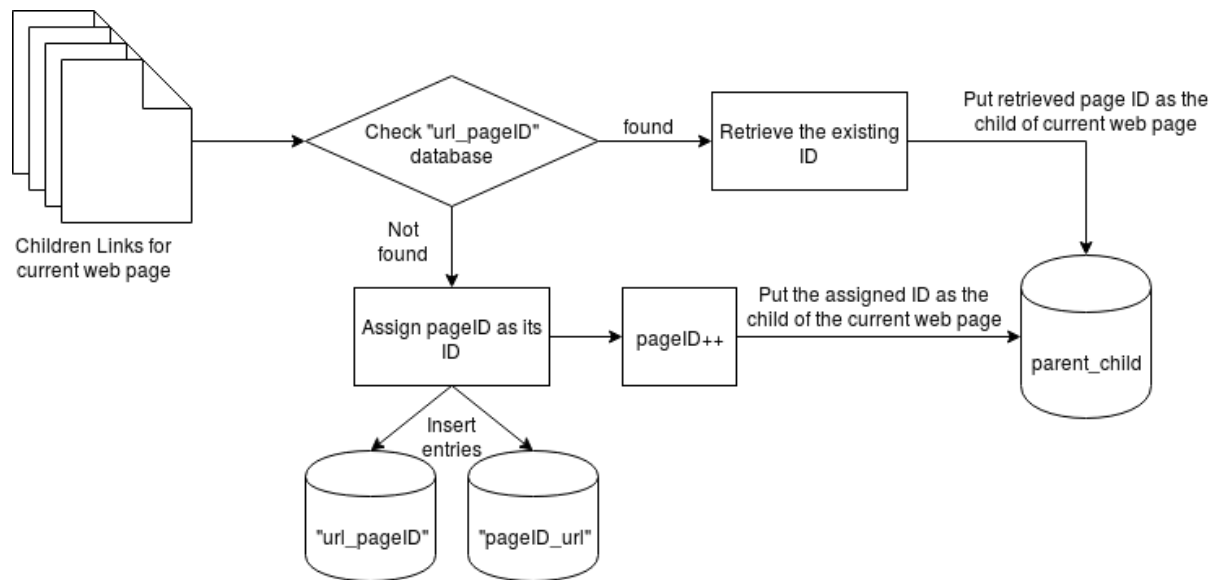 Children Links for
current web page
Check "url_pageID"
database
found
Retrieve the existing
ID
Put retrieved page ID as the
child of current web page
Not
found
Assign pageID as its
ID
pageID++
Put the assigned ID as the
child of the current web page
parent_child
Insert
entries
"url_pageID"
"pageID_url"